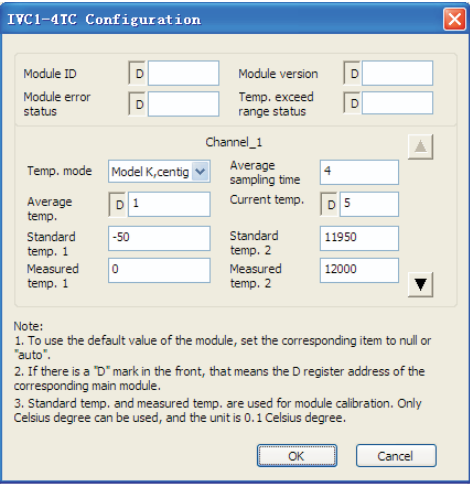 IVC1-4TC Configuration
Module ID D Module version D
Module error status D Temp. exceed range status D
Channel_1
Temp. mode Model K,centig Average sampling time 4
Average temp. D 1 Current temp. D 5
Standard temp. 1 -50 Standard temp. 2 11950
Measured temp. 1 0 Measured temp. 2 12000
Note:
1. To use the default value of the module, set the corresponding item to null or
"auto".
2. If there is a "D" mark in the front, that means the D register address of the
corresponding main module.
3. Standard temp. and measured temp. are used for module calibration. Only
Celsius degree can be used, and the unit is 0.1 Celsius degree.
OK Cancel